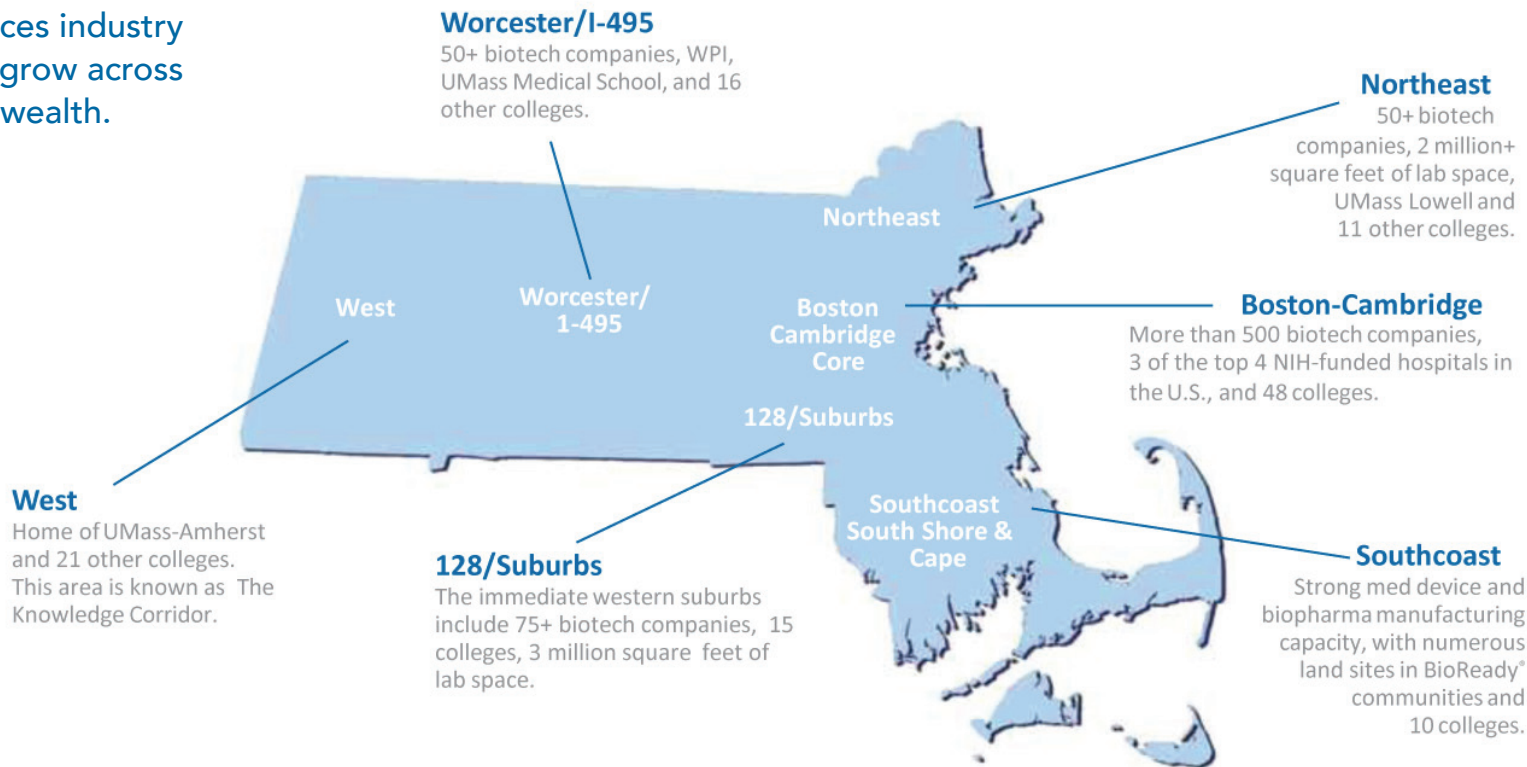 ces industry
grow across
wealth.
Worcester/I-495
50+ biotech companies, WPI,
UMass Medical School, and 16
other colleges.
Northeast
50+ biotech
companies, 2 million+
square feet of lab space,
UMass Lowell and
11 other colleges.
Northeast
West
Worcester/
1-495
Boston
Cambridge
Core
Boston-Cambridge
More than 500 biotech companies,
3 of the top 4 NIH-funded hospitals in
the U.S., and 48 colleges.
128/Suburbs
West
Home of UMass-Amherst
and 21 other colleges.
This area is known as The
Knowledge Corridor.
Southcoast
South Shore &
Cape
128/Suburbs
The immediate western suburbs
include 75+ biotech companies, 15
colleges, 3 million square feet of
lab space.
Southcoast
Strong med device and
biopharma manufacturing
capacity, with numerous
land sites in BioReady®
communities and
10 colleges.